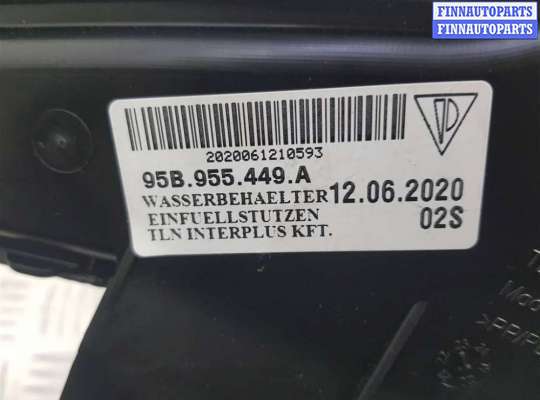 FINNAUTOPARTS
FINNAUTOPARTS
2020061210593
95B.955.449.A
WASSERBEHAELTER 12.06.2020
EINFUELLSTUTZEN 02S
TLN INTERPLUS KFT.